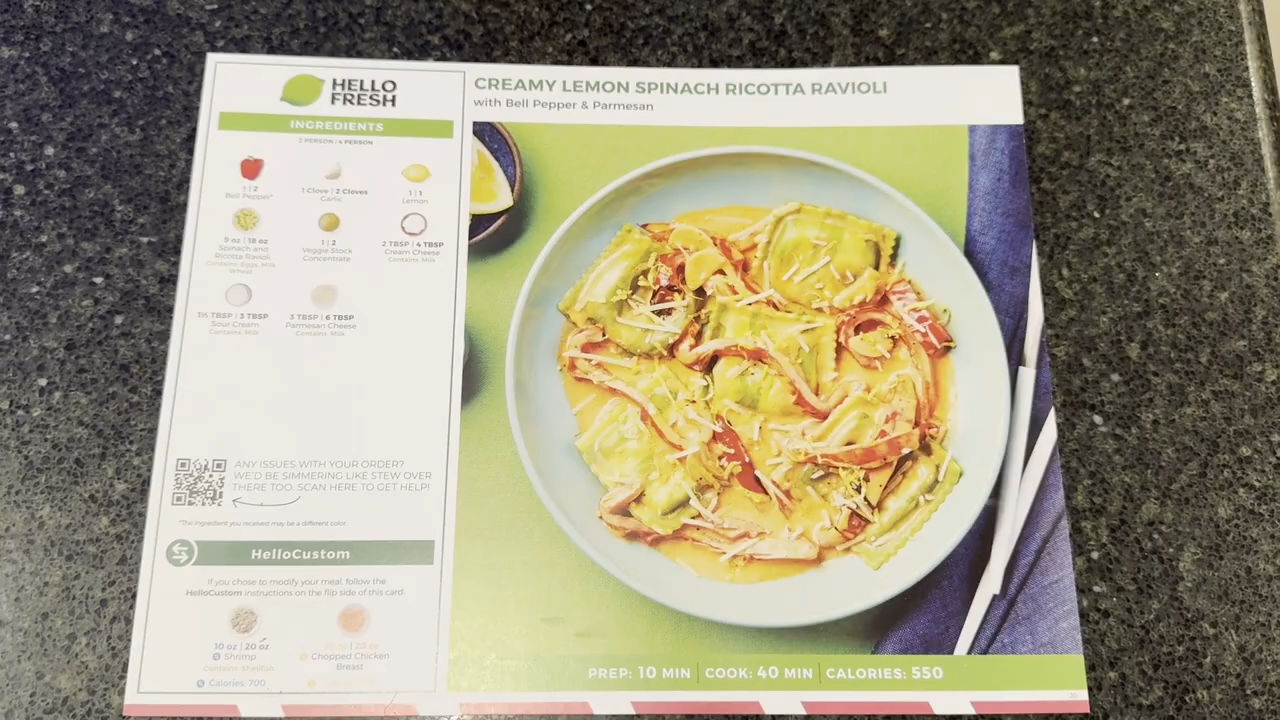 HELLO
FRESH
INGREDIENTS
2 PERSON | 4 PERSON
1 | 2
Bell Pepper*
1 Clove | 2 Cloves
Garlic
1 | 1
Lemon
9 oz | 18 oz
Spinach and
Ricotta Ravioli
Contains: Eggs, Milk,
Wheat
1 | 2
Veggie Stock
Concentrate
2 TBSP | 4 TBSP
Cream Cheese
Contains: Milk
1½ TBSP | 3 TBSP
Sour Cream
Contains: Milk
3 TBSP | 6 TBSP
Parmesan Cheese
Contains: Milk
ANY ISSUES WITH YOUR ORDER?
WE'D BE SIMMERING LIKE STEW OVER
THERE TOO. SCAN HERE TO GET HELP!
*The ingredient you received may be a different color.
HelloCustom
If you chose to modify your meal, follow the
HelloCustom instructions on the flip side of this card.
10 oz | 20 oz
Shrimp
Contains: Shellfish
Calories: 700
Chopped Chicken
Breast
CREAMY LEMON SPINACH RICOTTA RAVIOLI
with Bell Pepper & Parmesan
PREP: 10 MIN | COOK: 40 MIN | CALORIES: 550